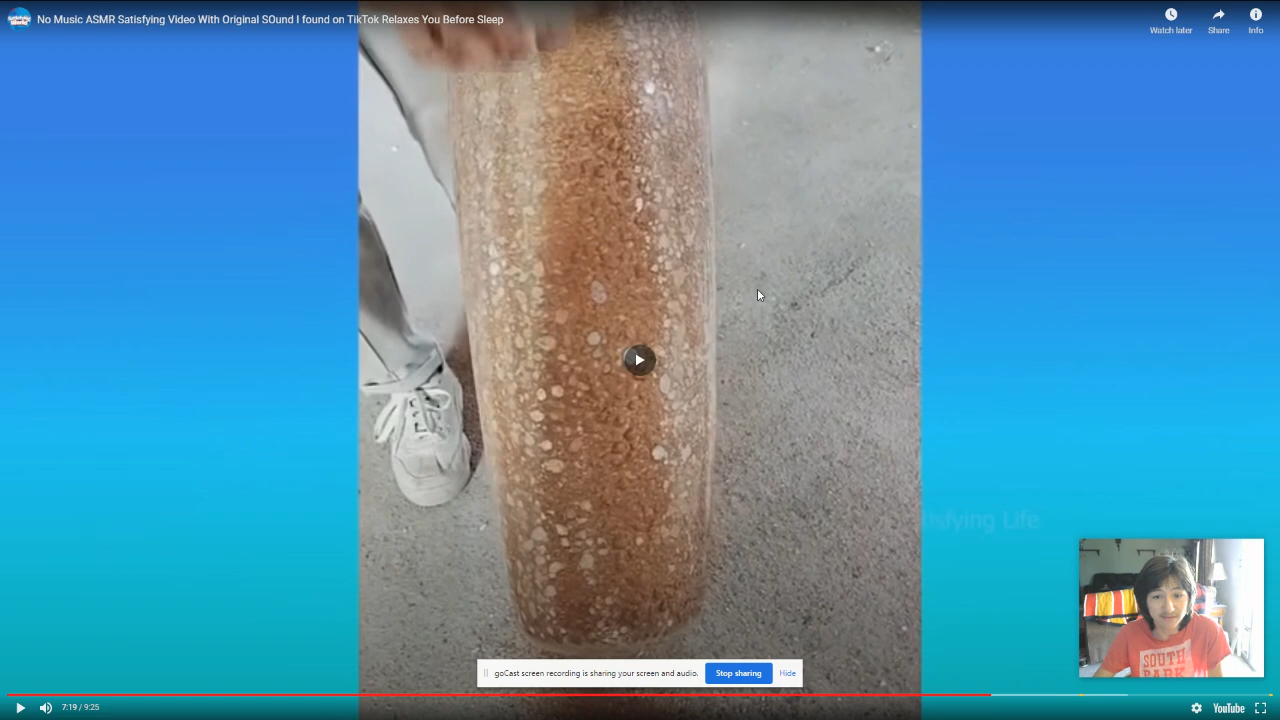 No Music ASMR Satisfying Video With Original SOund I found on TikTok Relaxes You Before Sleep
Watch later
Share
Info
tisfying Life
SOUTH
PARK
goCast screen recording is sharing your screen and audio.
Stop sharing
Hide
7:19 / 9:25
YouTube